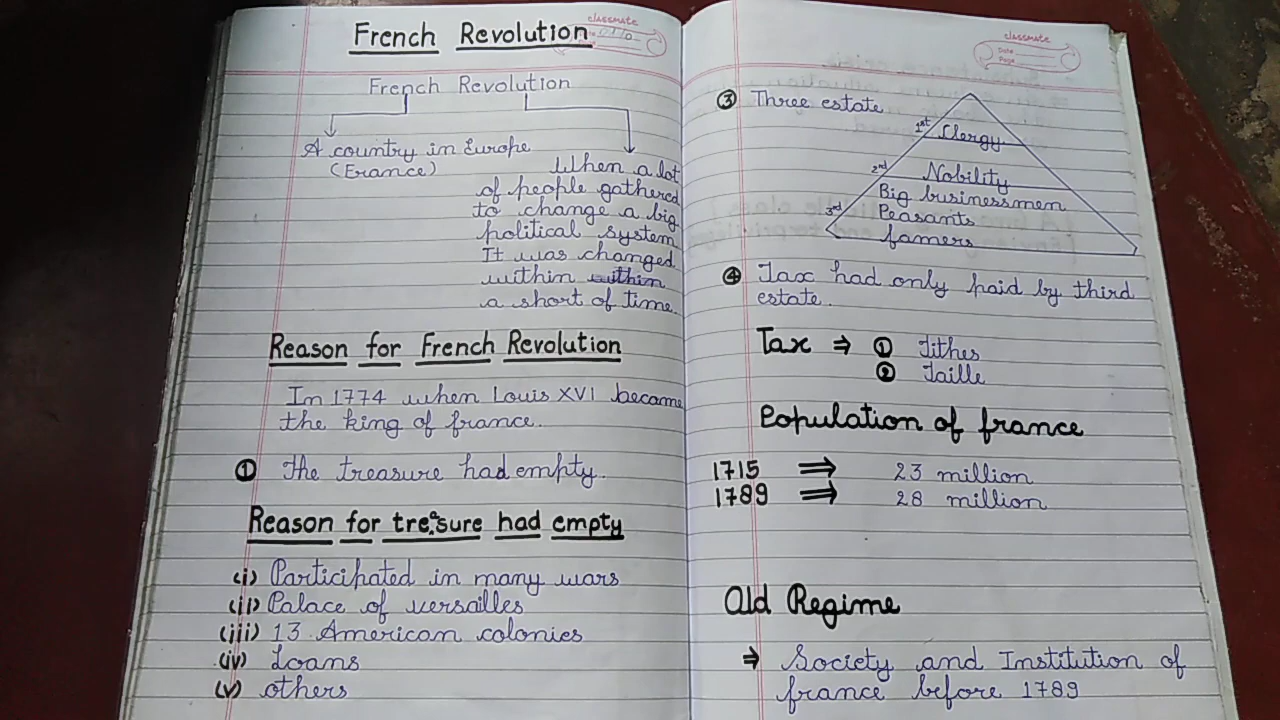 classmate
French Revolution
French Revolution
A country in Europe
(France)
When a lot
of people gathered
to change a big
political system
It was changed
within within
a short of time.
Reason for French Revolution
In 1774 when Louis XVI became
the king of france.
① the treasure had empty.
Reason for treasure had empty
(i) Participated in many wars
(ii) Palace of versailles
(iii) 13 American colonies
(iv) Loans
(v) others
classmate
Date
Page
③ Three estate
1st Clergy
2nd Nobility
Big businessmen
3rd Peasants
famers
④ Tax had only paid by third
estate.
Tax ⇒ ① Tithes
② Taille
Population of france
1715 ⇒ 23 million
1789 ⇒ 28 million
Old Regime
⇒ Society and Institution of
france before 1789